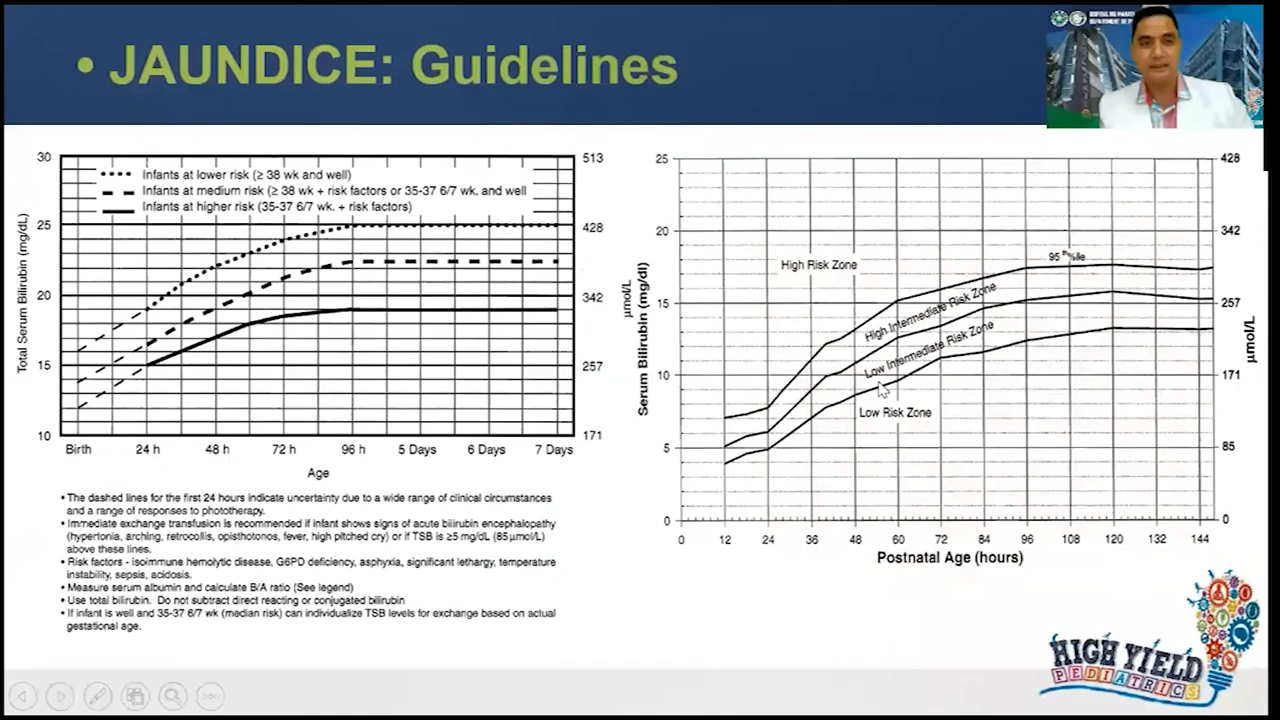 • JAUNDICE: Guidelines
30
25
20
15
10
Total Serum Bilirubin (mg/dL)
Infants at lower risk (≥ 38 wk and well)
Infants at medium risk (≥ 38 wk + risk factors or 35-37 6/7 wk. and well
Infants at higher risk (35-37 6/7 wk. + risk factors)
513
428
342
257
171
µmol/L
Birth 24 h 48 h 72 h 96 h 5 Days 6 Days 7 Days
Age
• The dashed lines for the first 24 hours indicate uncertainty due to a wide range of clinical circumstances
and a range of responses to phototherapy.
• Immediate exchange transfusion is recommended if infant shows signs of acute bilirubin encephalopathy
(hypertonia, arching, retrocollis, opisthotonos, fever, high pitched cry) or if TSB is ≥5 mg/dL (85 µmol/L)
above these lines.
• Risk factors - isoimmune hemolytic disease, G6PD deficiency, asphyxia, significant lethargy, temperature
instability, sepsis, acidosis.
• Measure serum albumin and calculate B/A ratio (See legend)
• Use total bilirubin. Do not subtract direct reacting or conjugated bilirubin
• If infant is well and 35-37 6/7 wk (median risk) can individualize TSB levels for exchange based on actual
gestational age.
25
20
15
10
5
0
Serum Bilirubin (mg/dl)
High Risk Zone
95th %ile
High Intermediate Risk Zone
Low Intermediate Risk Zone
Low Risk Zone
428
342
257
171
85
0
µmol/L
0 12 24 36 48 60 72 84 96 108 120 132 144
Postnatal Age (hours)
HIGH YIELD
PEDIATRICS